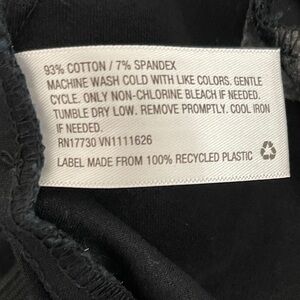 93% COTTON / 7% SPANDEX
MACHINE WASH COLD WITH LIKE COLORS. GENTLE
CYCLE. ONLY NON-CHLORINE BLEACH IF NEEDED.
TUMBLE DRY LOW. REMOVE PROMPTLY. COOL IRON
IF NEEDED.
RN17730 VN1111626
LABEL MADE FROM 100% RECYCLED PLASTIC